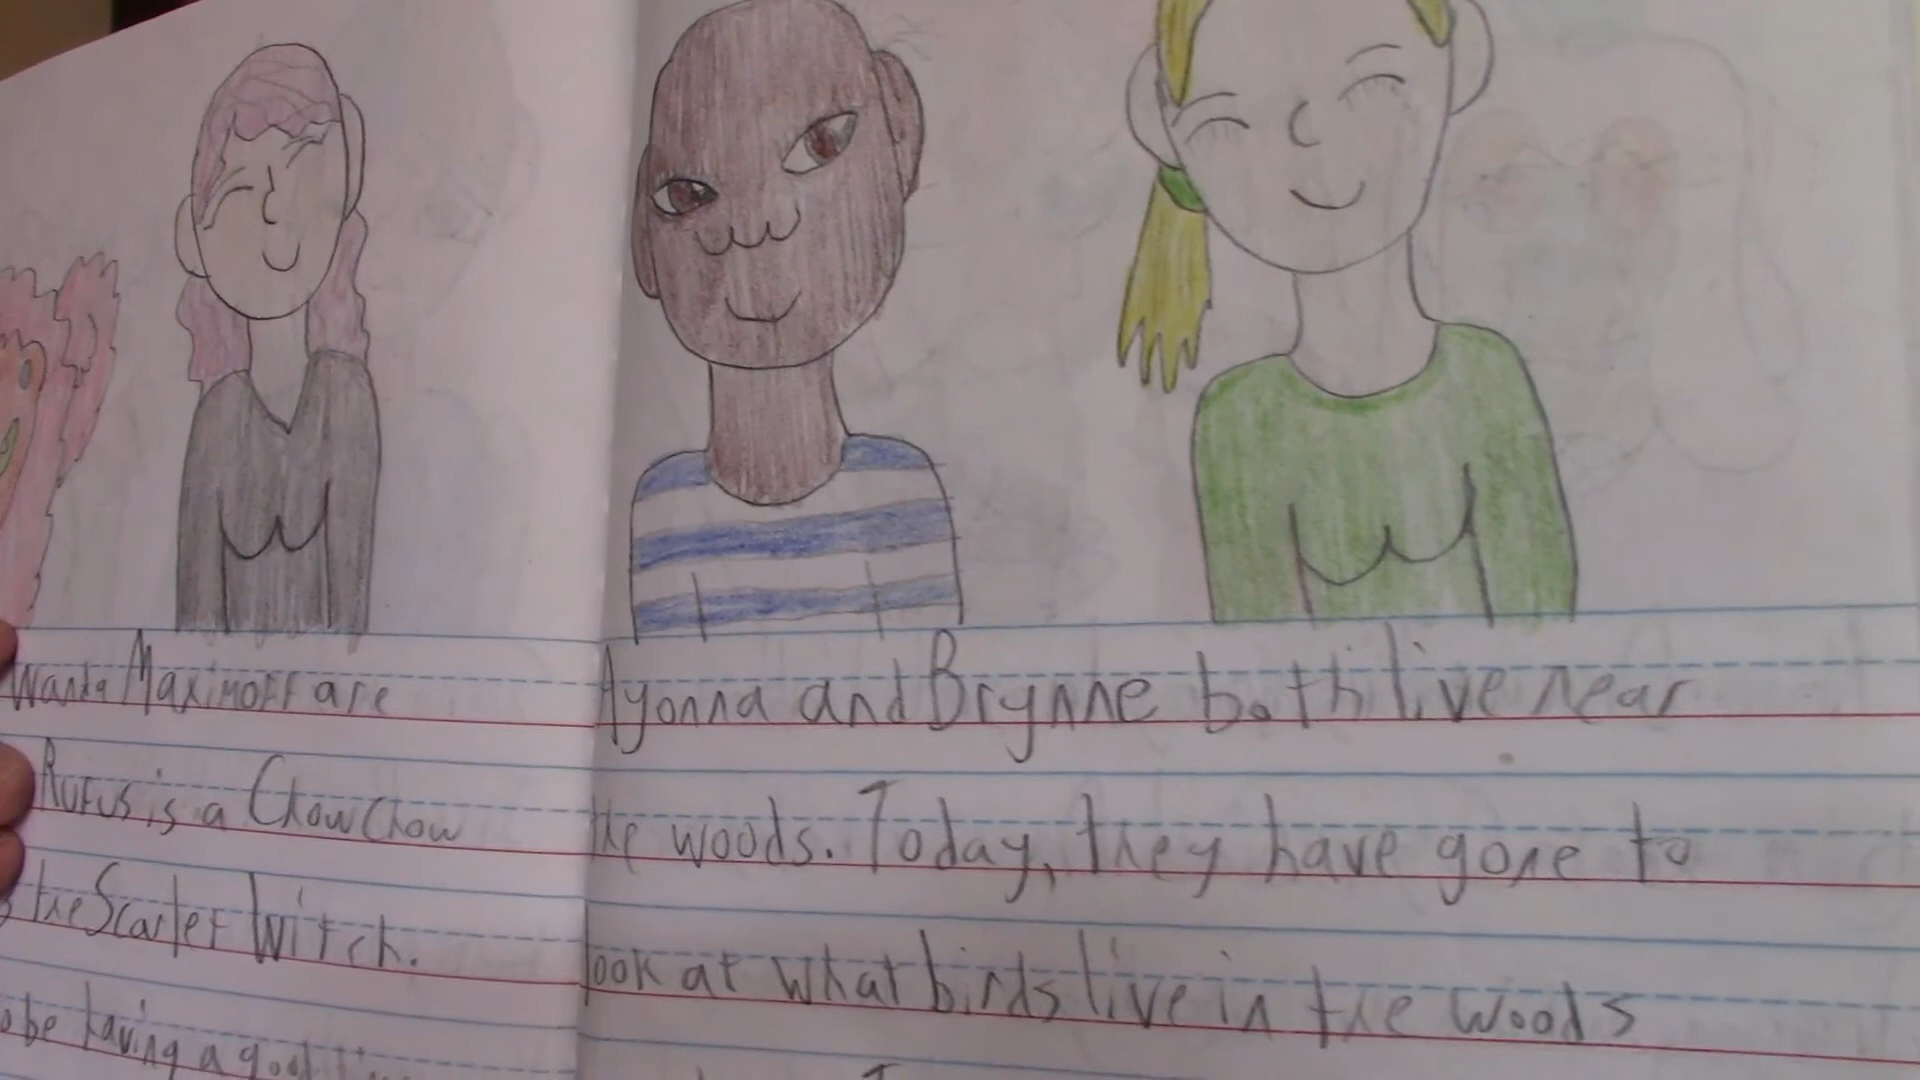 Wanda Maximoff are
Rufus is a Chow Chow
the Scarlet Witch.
be having a good
Ayonna and Brynne both live near
the woods. Today, they have gone to
look at what birds live in the woods